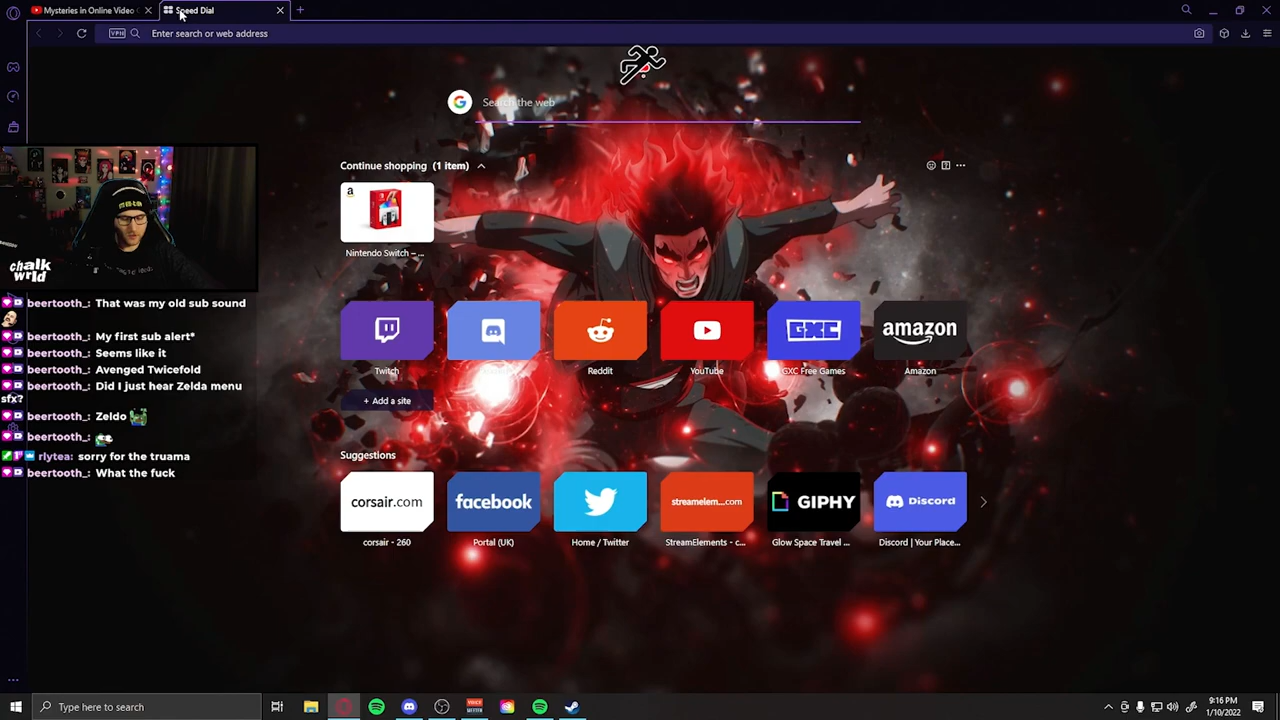 Mysteries in Online Video
Speed Dial
VPN
Enter search or web address
Search the web
Continue shopping (1 item)
a
Nintendo Switch – ...
chalk
wrld
beertooth_: That was my old sub sound
beertooth_: My first sub alert*
beertooth_: Seems like it
beertooth_: Avenged Twicefold
beertooth_: Did I just hear Zelda menu
sfx?
beertooth_: Zeldo
beertooth_:
rlytea: sorry for the truama
beertooth_: What the fuck
GXC
amazon
Twitch
Reddit
YouTube
GXC Free Games
Amazon
+ Add a site
Suggestions
corsair.com
facebook
streamelem...com
GIPHY
Discord
corsair - 260
Portal (UK)
Home / Twitter
StreamElements - c...
Glow Space Travel ...
Discord | Your Place...
Type here to search
9:16 PM
1/10/2022